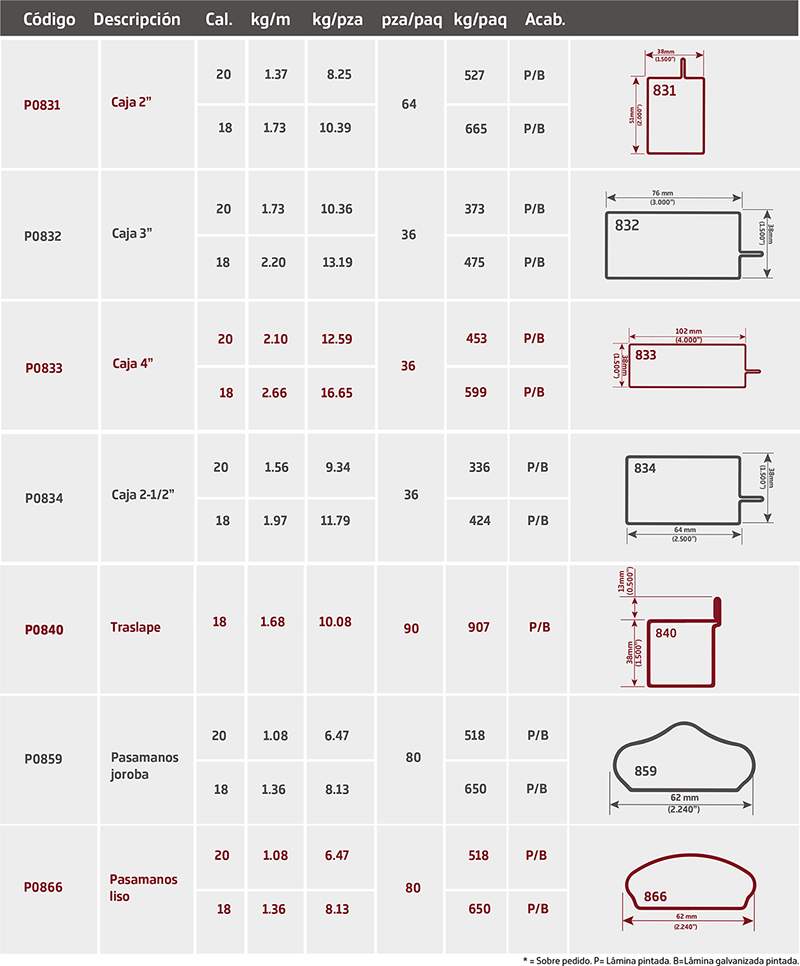 Código Descripción Cal. kg/m kg/pza pza/paq kg/paq Acab.
P0831 Caja 2” 64
20 1.37 8.25 527 P/B
18 1.73 10.39 665 P/B
38mm
(1.500")
831
51mm
(2.000")
P0832 Caja 3” 36
20 1.73 10.36 373 P/B
18 2.20 13.19 475 P/B
76 mm
(3.000")
832
38mm
(1.500")
P0833 Caja 4” 36
20 2.10 12.59 453 P/B
18 2.66 16.65 599 P/B
102 mm
(4.000")
833
38mm
(1.500")
P0834 Caja 2-1/2” 36
20 1.56 9.34 336 P/B
18 1.97 11.79 424 P/B
834
38mm
(1.500")
64 mm
(2.500")
P0840 Traslape 18 1.68 10.08 90 907 P/B
13mm
(0.500")
840
38mm
(1.500")
P0859 Pasamanos
joroba
80
20 1.08 6.47 518 P/B
18 1.36 8.13 650 P/B
859
62 mm
(2.240")
P0866 Pasamanos
liso
80
20 1.08 6.47 518 P/B
18 1.36 8.13 650 P/B
866
62 mm
(2.240")
* = Sobre pedido. P= Lámina pintada. B=Lámina galvanizada pintada.